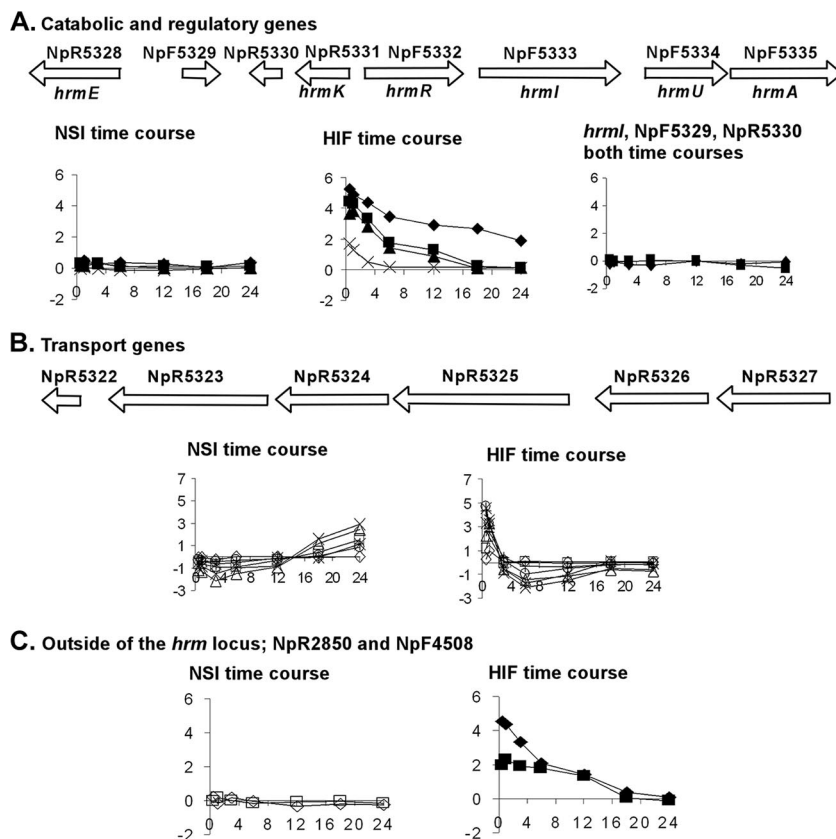 A. Catabolic and regulatory genes
NpR5328 NpF5329 NpR5330 NpR5331 NpF5332 NpF5333 NpF5334 NpF5335
hrmE hrmK hrmR hrmI hrmU hrmA
NSI time course
6
4
2
0
-2
0 4 8 12 16 20 24
HIF time course
6
4
2
0
-2
0 4 8 12 16 20 24
hrmI, NpF5329, NpR5330
both time courses
6
4
2
0
-2
0 4 8 12 16 20 24
B. Transport genes
NpR5322 NpR5323 NpR5324 NpR5325 NpR5326 NpR5327
NSI time course
7
5
3
1
-1
-3
0 4 8 12 16 20 24
HIF time course
7
5
3
1
-1
-3
0 4 8 12 16 20 24
C. Outside of the hrm locus; NpR2850 and NpF4508
NSI time course
6
4
2
0
-2
0 4 8 12 16 20 24
HIF time course
6
4
2
0
-2
0 4 8 12 16 20 24